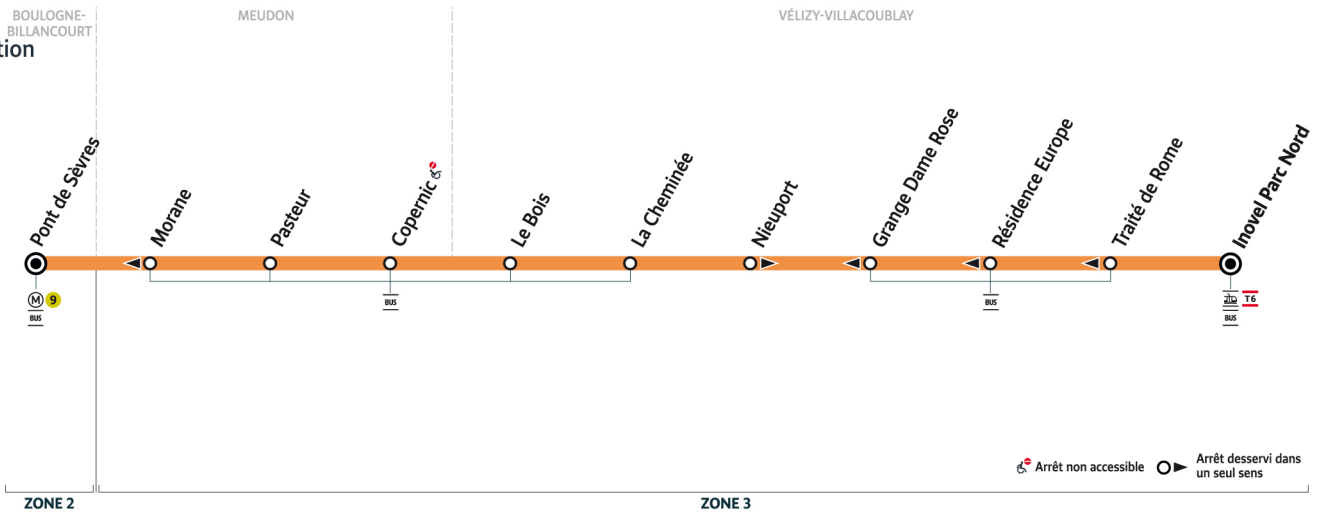 BOULOGNE-
BILLANCOURT
MEUDON
VÉLIZY-VILLACOUBLAY
tion
Pont de Sèvres
Morane
Pasteur
Copernic
Le Bois
La Cheminée
Nieuport
Grange Dame Rose
Résidence Europe
Traité de Rome
Inovel Parc Nord
M 9
BUS
BUS
BUS
T6
BUS
Arrêt non accessible
Arrêt desservi dans
un seul sens
ZONE 2
ZONE 3